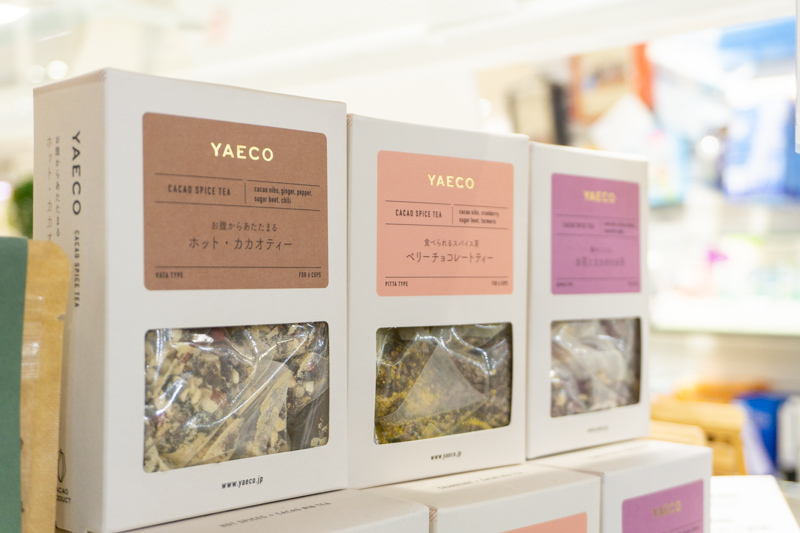 YAECO
CACAO SPICE TEA
お腹からあたたまる
YAECO
CACAO SPICE TEA
cacao nibs, ginger, pepper,
sugar beet, chili
お腹からあたたまる
ホット・カカオティー
VATA TYPE
FOR 6 CUPS
www.yaeco.jp
YAECO
CACAO SPICE TEA
cacao nibs, cranberry,
sugar beet, turmeric
食べられるスパイス茶
ベリーチョコレートティー
PITTA TYPE
FOR 6 CUPS
www.yaeco.jp
YAECO
CACAO SPICE TEA
YAECO